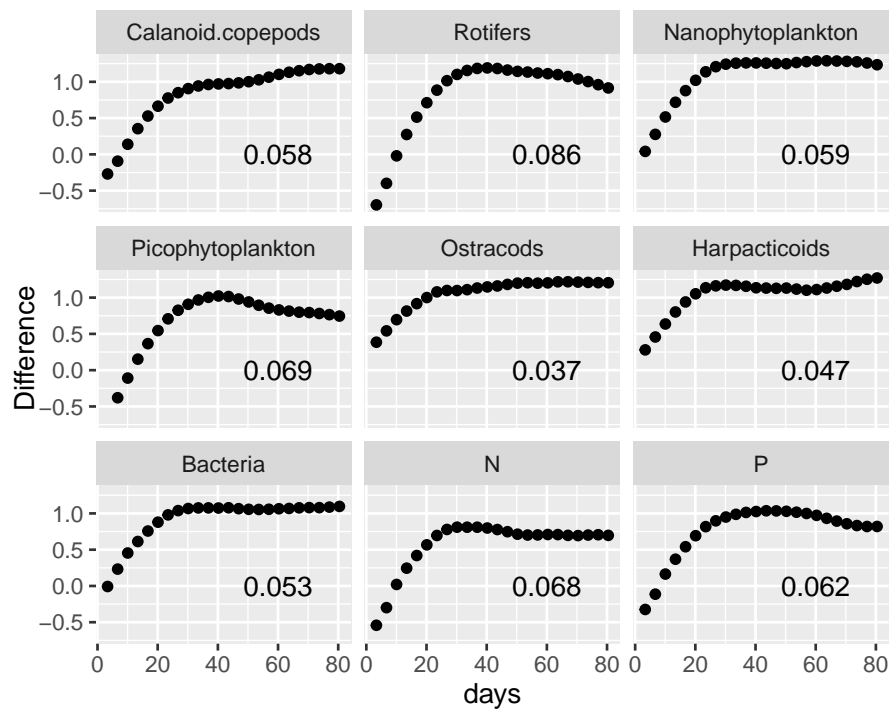 Calanoid.copepods Rotifers Nanophytoplankton
1.0
0.5
0.0
−0.5
0.058 0.086 0.059
Picophytoplankton Ostracods Harpacticoids
1.0
0.5
0.0
−0.5
0.069 0.037 0.047
Difference
Bacteria N P
1.0
0.5
0.0
−0.5
0.053 0.068 0.062
0 20 40 60 80 0 20 40 60 80 0 20 40 60 80
days